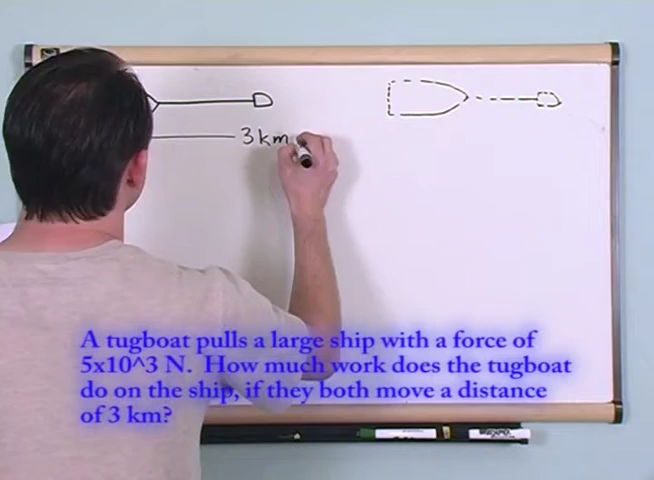 3 km
A tugboat pulls a large ship with a force of
5x10^3 N. How much work does the tugboat
do on the ship, if they both move a distance
of 3 km?